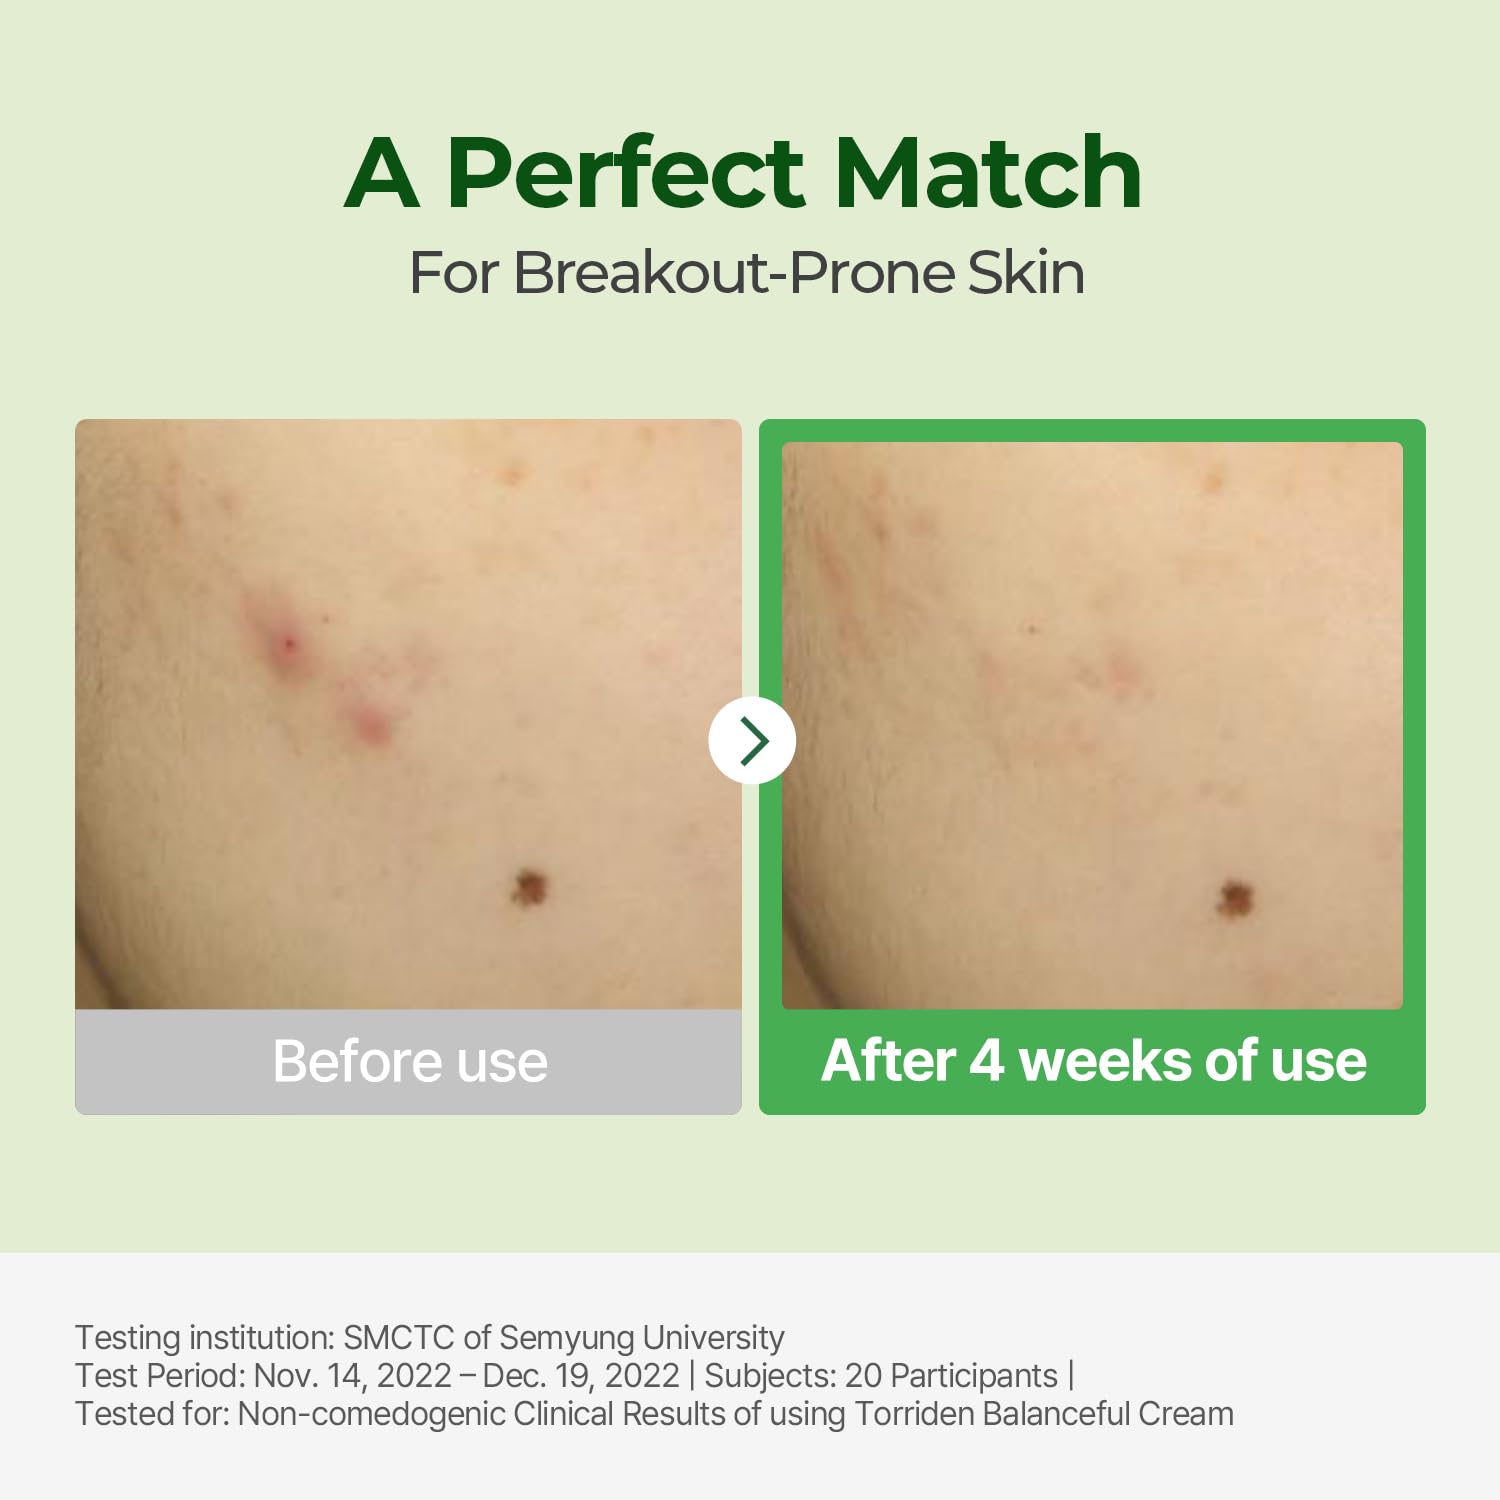 A Perfect Match
For Breakout-Prone Skin
Before use
After 4 weeks of use
Testing institution: SMCTC of Semyung University
Test Period: Nov. 14, 2022 – Dec. 19, 2022 | Subjects: 20 Participants |
Tested for: Non-comedogenic Clinical Results of using Torriden Balanceful Cream